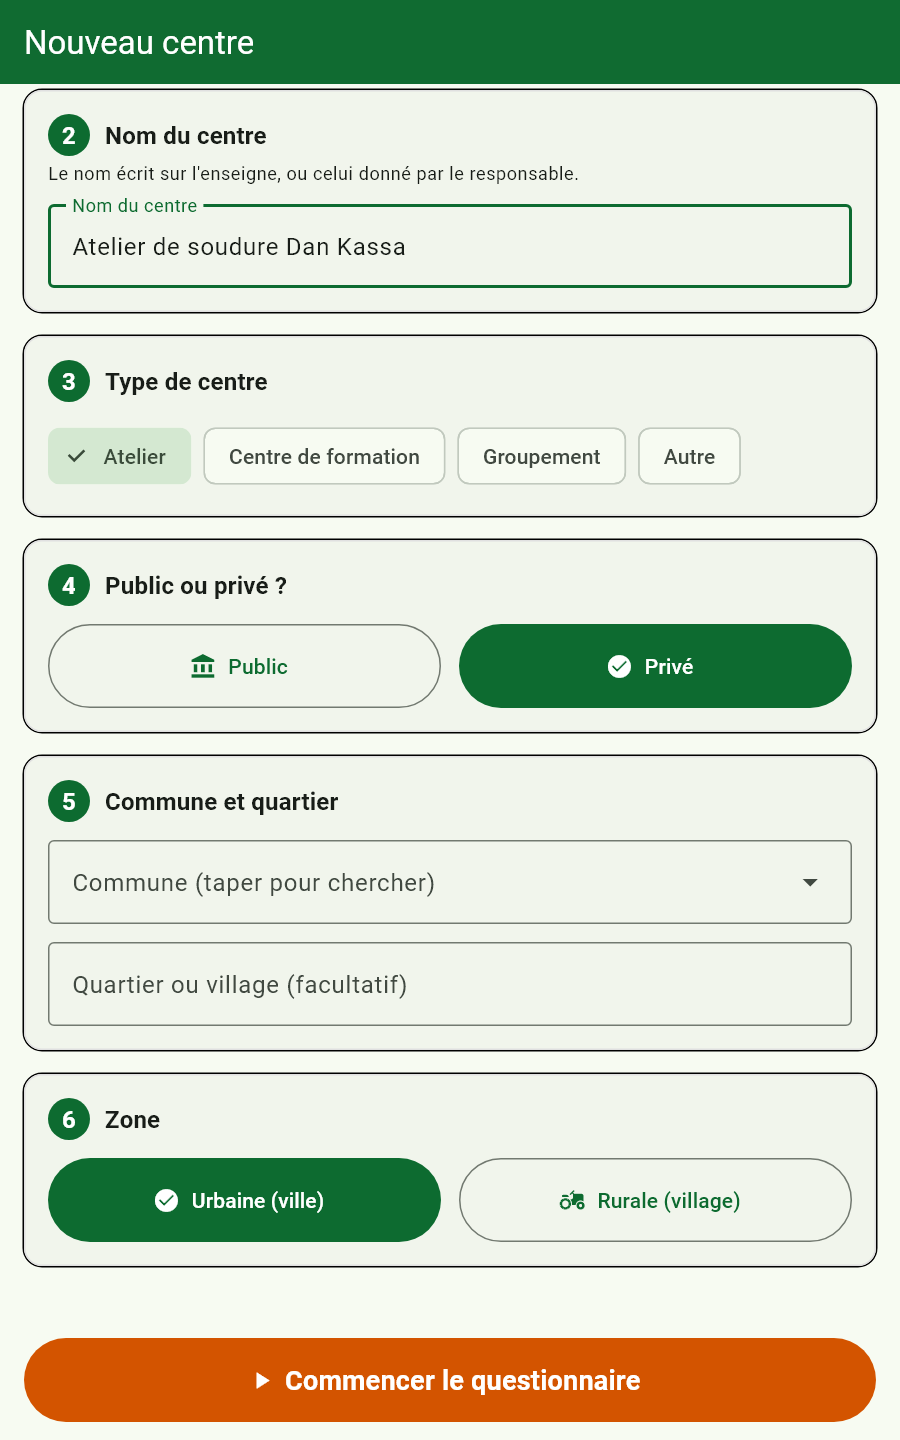 Nouveau centre
2 Nom du centre
Le nom écrit sur l'enseigne, ou celui donné par le responsable.
Nom du centre
Atelier de soudure Dan Kassa
3 Type de centre
Atelier Centre de formation Groupement Autre
4 Public ou privé ?
Public Privé
5 Commune et quartier
Commune (taper pour chercher)
Quartier ou village (facultatif)
6 Zone
Urbaine (ville) Rurale (village)
Commencer le questionnaire